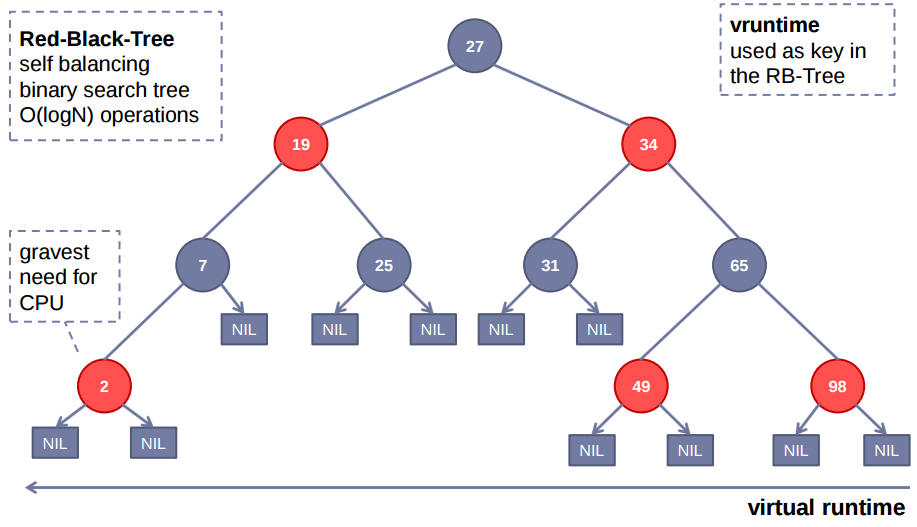 Red-Black-Tree
self balancing
binary search tree
O(logN) operations
vruntime
used as key in
the RB-Tree
27
19
34
gravest
need for
CPU
7
25
31
65
NIL
NIL
NIL
NIL
NIL
2
49
98
NIL
NIL
NIL
NIL
NIL
NIL
virtual runtime